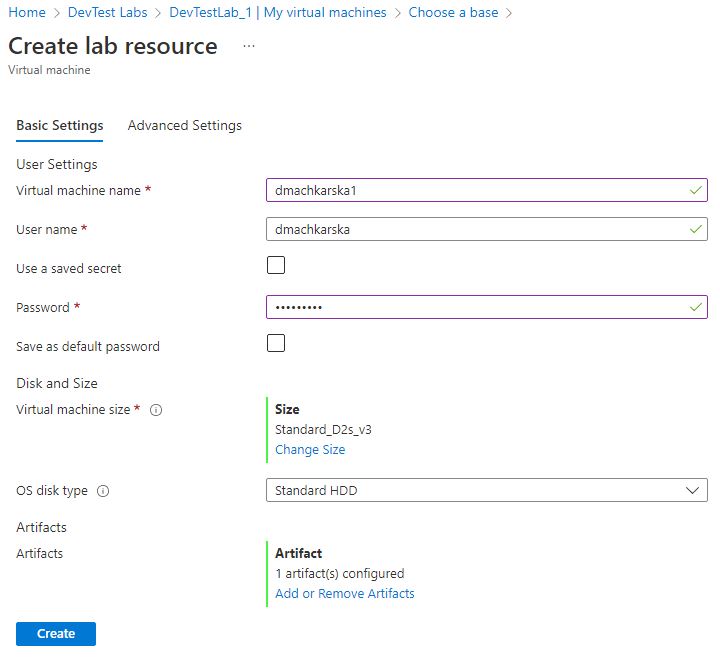 Home > DevTest Labs > DevTestLab_1 | My virtual machines > Choose a base >
Create lab resource ...
Virtual machine
Basic Settings Advanced Settings
User Settings
Virtual machine name * dmachkarska1
User name * dmachkarska
Use a saved secret
Password * •••••••••
Save as default password
Disk and Size
Virtual machine size * Size
Standard_D2s_v3
Change Size
OS disk type Standard HDD
Artifacts
Artifacts Artifact
1 artifact(s) configured
Add or Remove Artifacts
Create